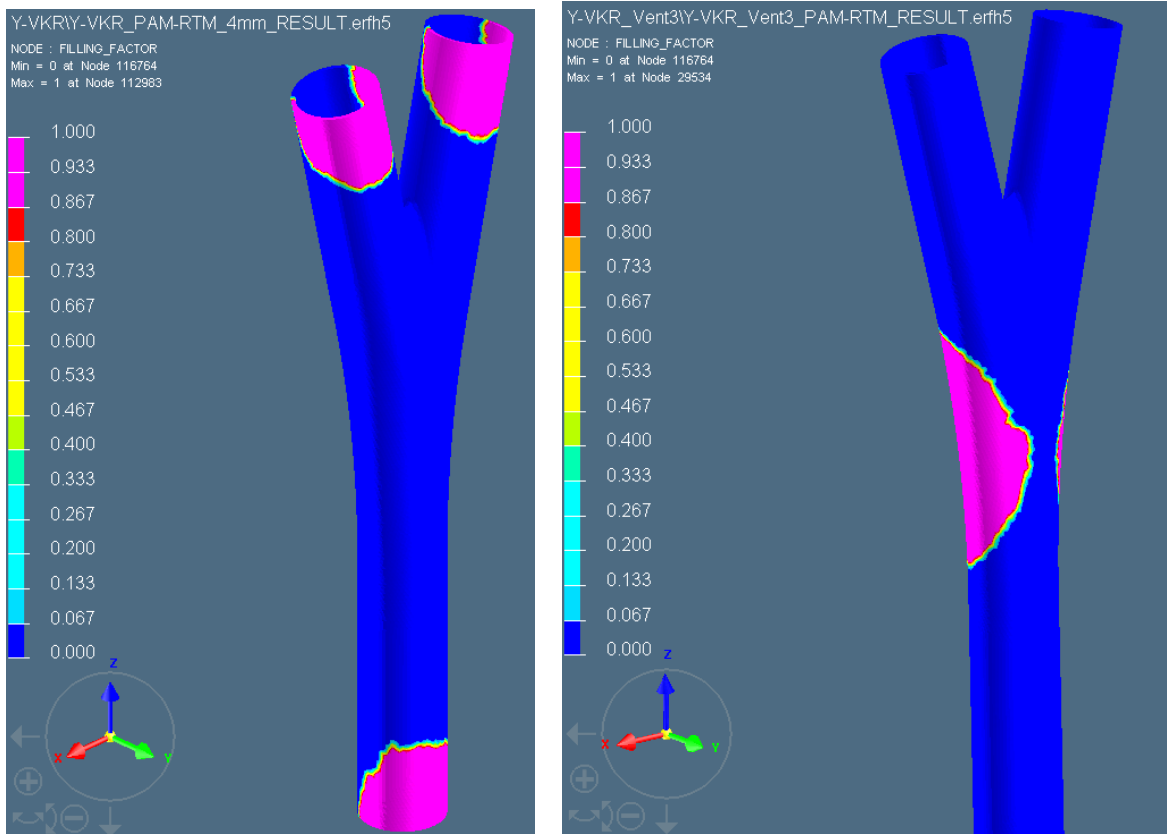 Y-VKR\Y-VKR_PAM-RTM_4mm_RESULT.erfh5
NODE : FILLING_FACTOR
Min = 0 at Node 116764
Max = 1 at Node 112983
1.000
0.933
0.867
0.800
0.733
0.667
0.600
0.533
0.467
0.400
0.333
0.267
0.200
0.133
0.067
0.000
Z
X
Y
Y-VKR_Vent3\Y-VKR_Vent3_PAM-RTM_RESULT.erfh5
NODE : FILLING_FACTOR
Min = 0 at Node 116764
Max = 1 at Node 29534
1.000
0.933
0.867
0.800
0.733
0.667
0.600
0.533
0.467
0.400
0.333
0.267
0.200
0.133
0.067
0.000
Z
X
Y